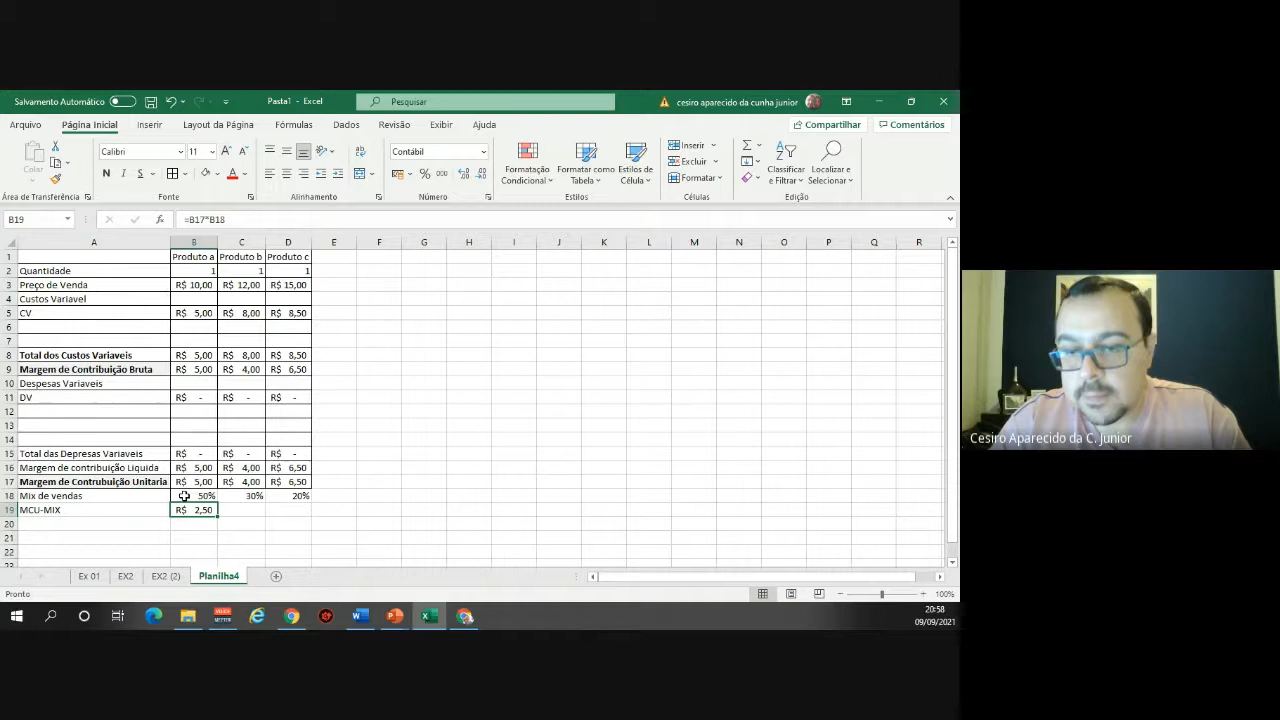 Salvamento Automático
Pasta1 - Excel
Pesquisar
cesiro aparecido da cunha junior
Arquivo Página Inicial Inserir Layout da Página Fórmulas Dados Revisão Exibir Ajuda
Compartilhar Comentários
Colar
Calibri 11
N I S
Contábil
% 000
Formatação Condicional
Formatar como Tabela
Estilos de Célula
Inserir
Excluir
Formatar
Classificar e Filtrar
Localizar e Selecionar
Área de Transferência Fonte Alinhamento Número Estilos Células Edição
B19 fx =B17*B18
A B C D E F G H I J K L M N O P Q R
1 Produto a Produto b Produto c
2 Quantidade 1 1 1
3 Preço de Venda R$ 10,00 R$ 12,00 R$ 15,00
4 Custos Variavel
5 CV R$ 5,00 R$ 8,00 R$ 8,50
6
7
8 Total dos Custos Variaveis R$ 5,00 R$ 8,00 R$ 8,50
9 Margem de Contribuição Bruta R$ 5,00 R$ 4,00 R$ 6,50
10 Despesas Variaveis
11 DV R$ - R$ - R$ -
12
13
14
15 Total das Depresas Variaveis R$ - R$ - R$ -
16 Margem de contribuição Liquida R$ 5,00 R$ 4,00 R$ 6,50
17 Margem de Contrubuição Unitaria R$ 5,00 R$ 4,00 R$ 6,50
18 Mix de vendas 50% 30% 20%
19 MCU-MIX R$ 2,50
20
21
22
23
Ex 01 EX2 EX2 (2) Planilha4
Pronto
100%
20:58
09/09/2021
Cesiro Aparecido da C. Junior